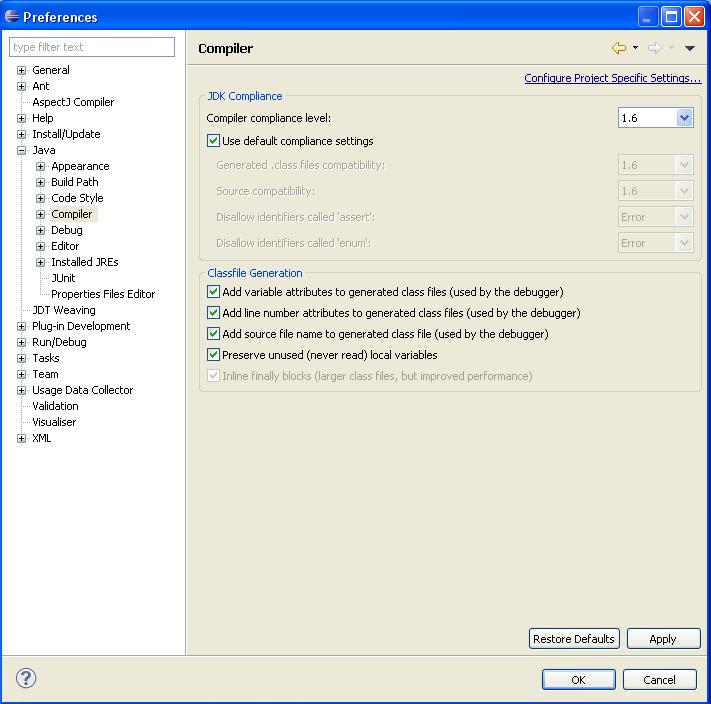 Preferences
type filter text
General
Ant
AspectJ Compiler
Help
Install/Update
Java
Appearance
Build Path
Code Style
Compiler
Debug
Editor
Installed JREs
JUnit
Properties Files Editor
JDT Weaving
Plug-in Development
Run/Debug
Tasks
Team
Usage Data Collector
Validation
Visualiser
XML
Compiler
Configure Project Specific Settings...
JDK Compliance
Compiler compliance level: 1.6
Use default compliance settings
Generated .class files compatibility: 1.6
Source compatibility: 1.6
Disallow identifiers called 'assert': Error
Disallow identifiers called 'enum': Error
Classfile Generation
Add variable attributes to generated class files (used by the debugger)
Add line number attributes to generated class files (used by the debugger)
Add source file name to generated class file (used by the debugger)
Preserve unused (never read) local variables
Inline finally blocks (larger class files, but improved performance)
Restore Defaults Apply
? OK Cancel